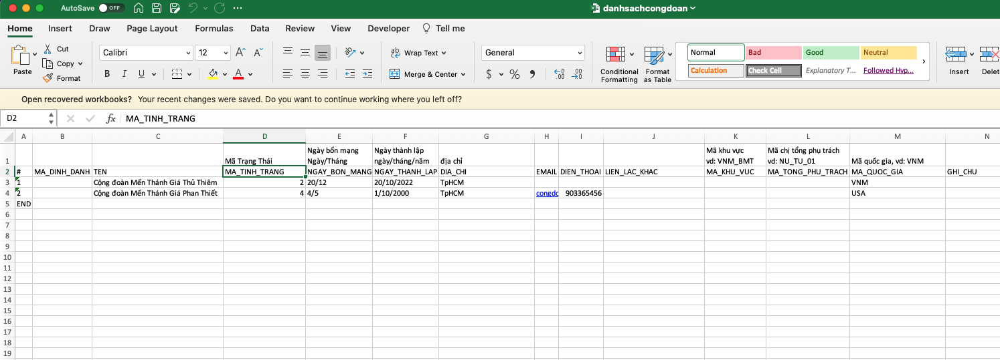 AutoSave OFF danhsachcongdoan
Home Insert Draw Page Layout Formulas Data Review View Developer Tell me
Paste
Cut
Copy
Format
Calibri 12
B I U
Wrap Text
Merge & Center
General
Conditional Formatting
Format as Table
Normal Bad Good Neutral
Calculation Check Cell Explanatory T... Followed Hyp...
Insert
Open recovered workbooks? Your recent changes were saved. Do you want to continue working where you left off?
D2 fx MA_TINH_TRANG
A B C D E F G H I J K L M N
Ngày bổn mạng Ngày thành lập Mã khu vực Mã chị tổng phụ trách
1 Mã Trạng Thái Ngày/Tháng ngày/tháng/năm địa chỉ vd: VNM_BMT vd: NU_TU_01 Mã quốc gia, vd: VNM
2 # MA_DINH_DANH TEN MA_TINH_TRANG NGAY_BON_MANG NGAY_THANH_LAP DIA_CHI EMAIL DIEN_THOAI LIEN_LAC_KHAC MA_KHU_VUC MA_TONG_PHU_TRACH MA_QUOC_GIA GHI_CHU
3 1 Cộng đoàn Mến Thánh Giá Thủ Thiêm 2 20/12 20/10/2022 TpHCM VNM
4 2 Cộng đoàn Mến Thánh Giá Phan Thiết 4 4/5 1/10/2000 TpHCM congdo 903365456 USA
5 END
6
7
8
9
10
11
12
13
14
15
16
17
18
19